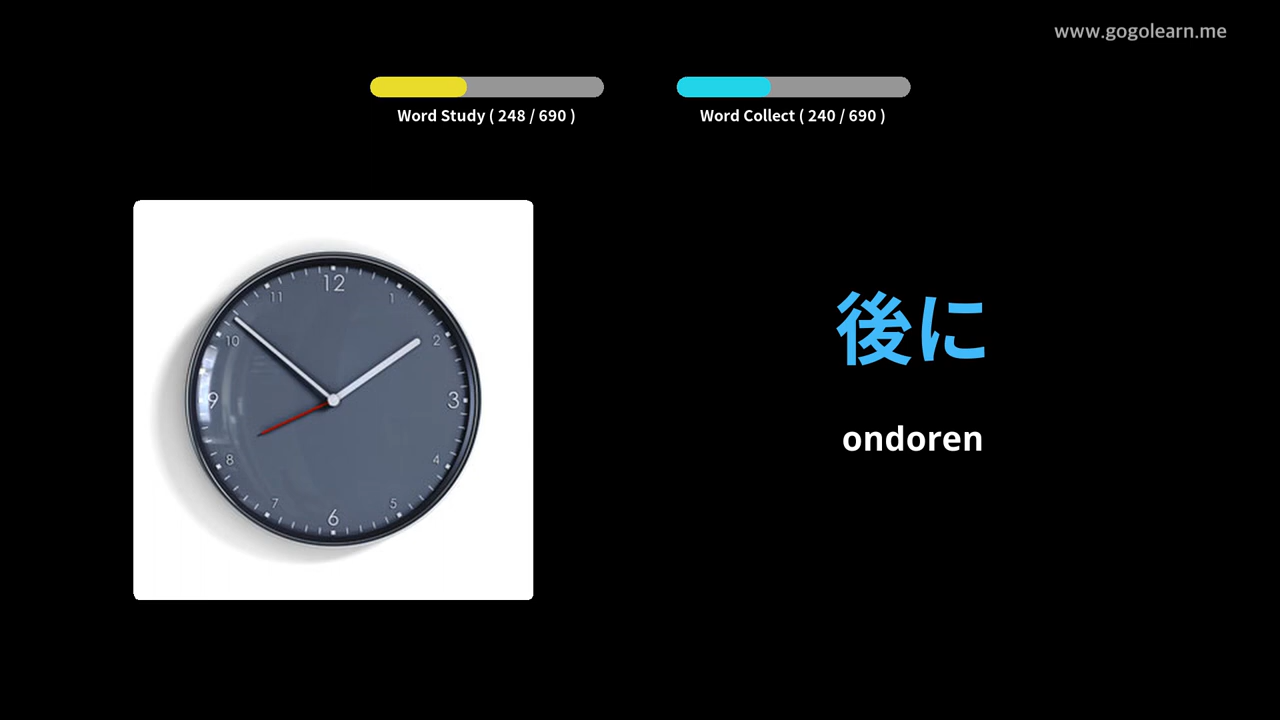 www.gogolearn.me
Word Study ( 248 / 690 )
Word Collect ( 240 / 690 )
12
11
1
10
2
9
3
8
4
7
5
6
後に
ondoren